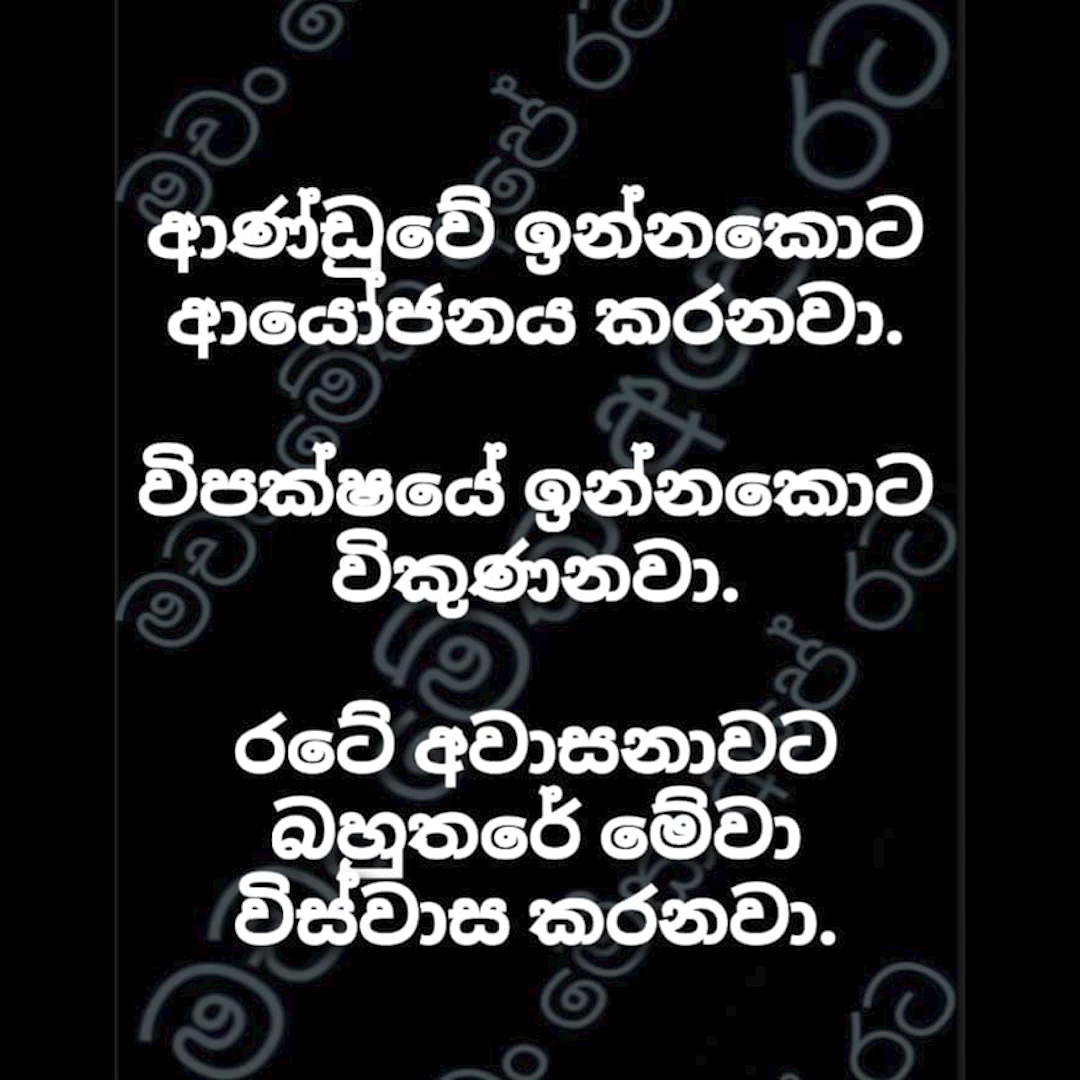 ආණ්ඩුවේ ඉන්නකොට
ආයෝජනය කරනවා.
විපක්ෂයේ ඉන්නකොට
විකුණනවා.
රටේ අවාසනාවට
බහුතරේ මේවා
විස්වාස කරනවා.